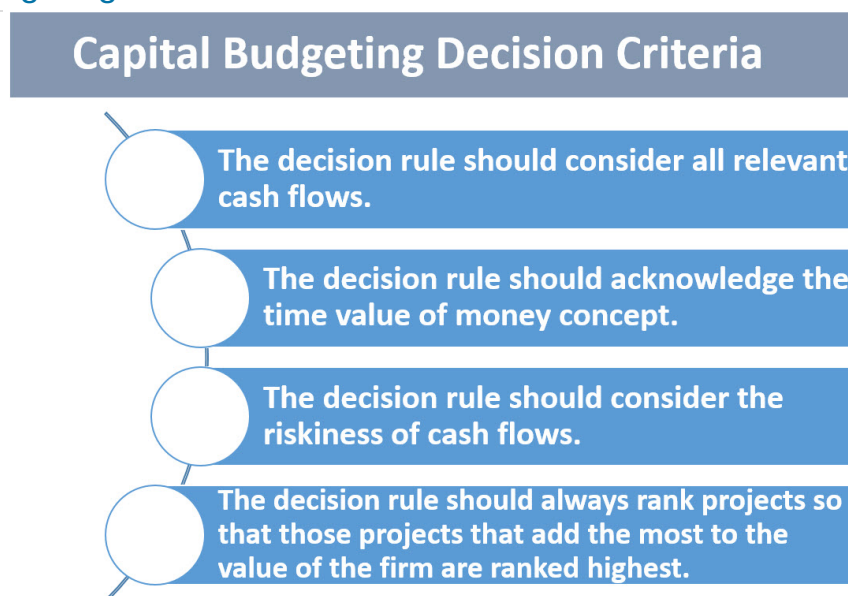 Capital Budgeting Decision Criteria
The decision rule should consider all relevant
cash flows.
The decision rule should acknowledge the
time value of money concept.
The decision rule should consider the
riskiness of cash flows.
The decision rule should always rank projects so
that those projects that add the most to the
value of the firm are ranked highest.